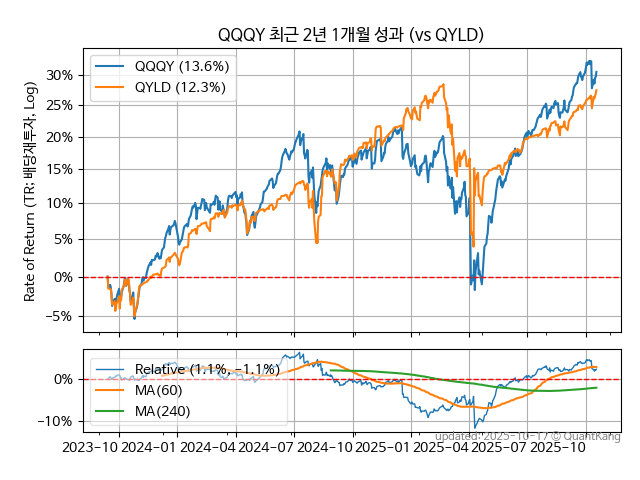 QQQY 최근 2년 1개월 성과 (vs QYLD)
Rate of Return (TR: 배당재투자, Log)
QQQY (13.6%)
QYLD (12.3%)
30%
25%
20%
15%
10%
5%
0%
−5%
Relative (1.1%, −1.1%)
MA(60)
MA(240)
0%
−10%
updated: 2025-10-17 © QuantKang
2023-10 2024-01 2024-04 2024-07 2024-10 2025-01 2025-04 2025-07 2025-10